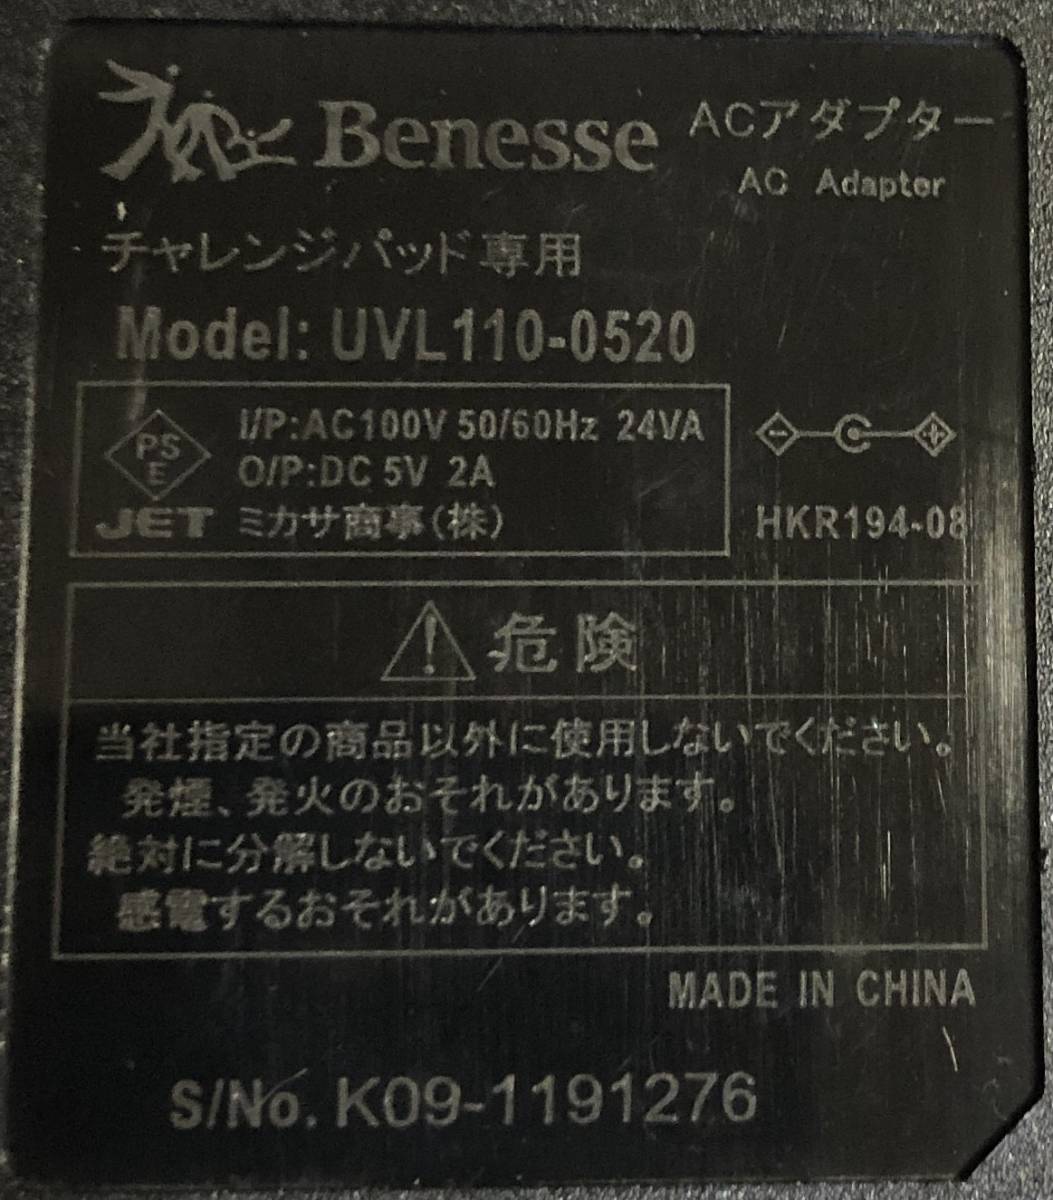 Benesse ACアダプター
AC Adapter
チャレンジパッド専用
Model: UVL110-0520
PS
E
I/P:AC100V 50/60Hz 24VA
O/P:DC 5V 2A
JET ミカサ商事(株)
HKR194-08
危険
当社指定の商品以外に使用しないでください。
発煙、発火のおそれがあります。
絶対に分解しないでください。
感電するおそれがあります。
MADE IN CHINA
S/No. K09-1191276